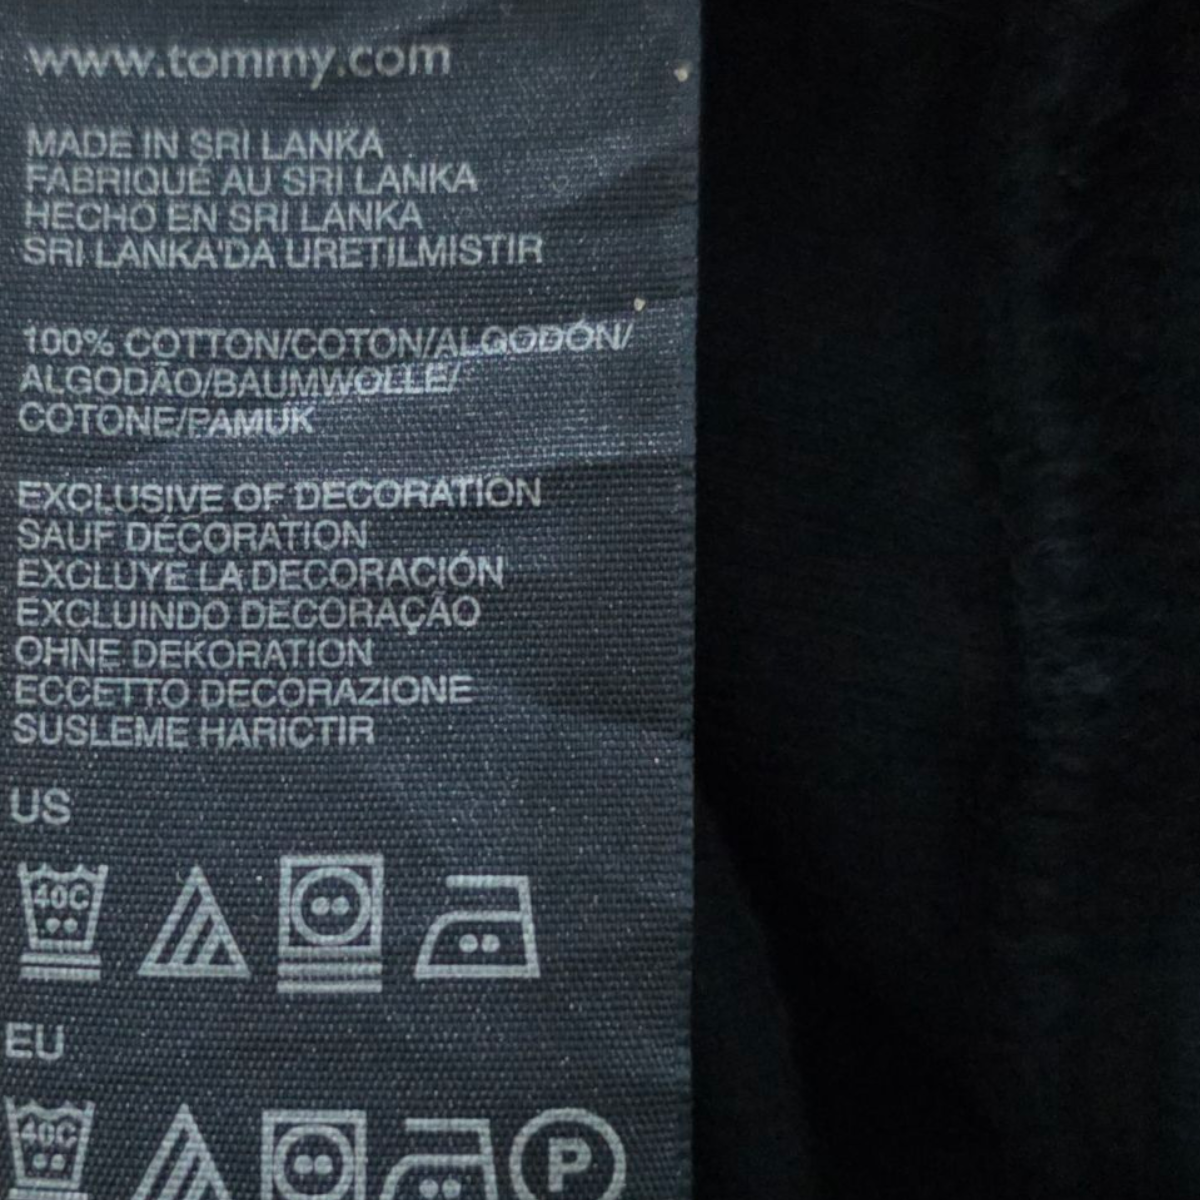 www.tommy.com
MADE IN SRI LANKA
FABRIQUÉ AU SRI LANKA
HECHO EN SRI LANKA
SRI LANKA'DA URETILMISTIR
100% COTTON/COTON/ALGODÓN/
ALGODÃO/BAUMWOLLE/
COTONE/PAMUK
EXCLUSIVE OF DECORATION
SAUF DÉCORATION
EXCLUYE LA DECORACIÓN
EXCLUINDO DECORAÇÃO
OHNE DEKORATION
ECCETTO DECORAZIONE
SUSLEME HARICTIR
US
40C
EU
40C P